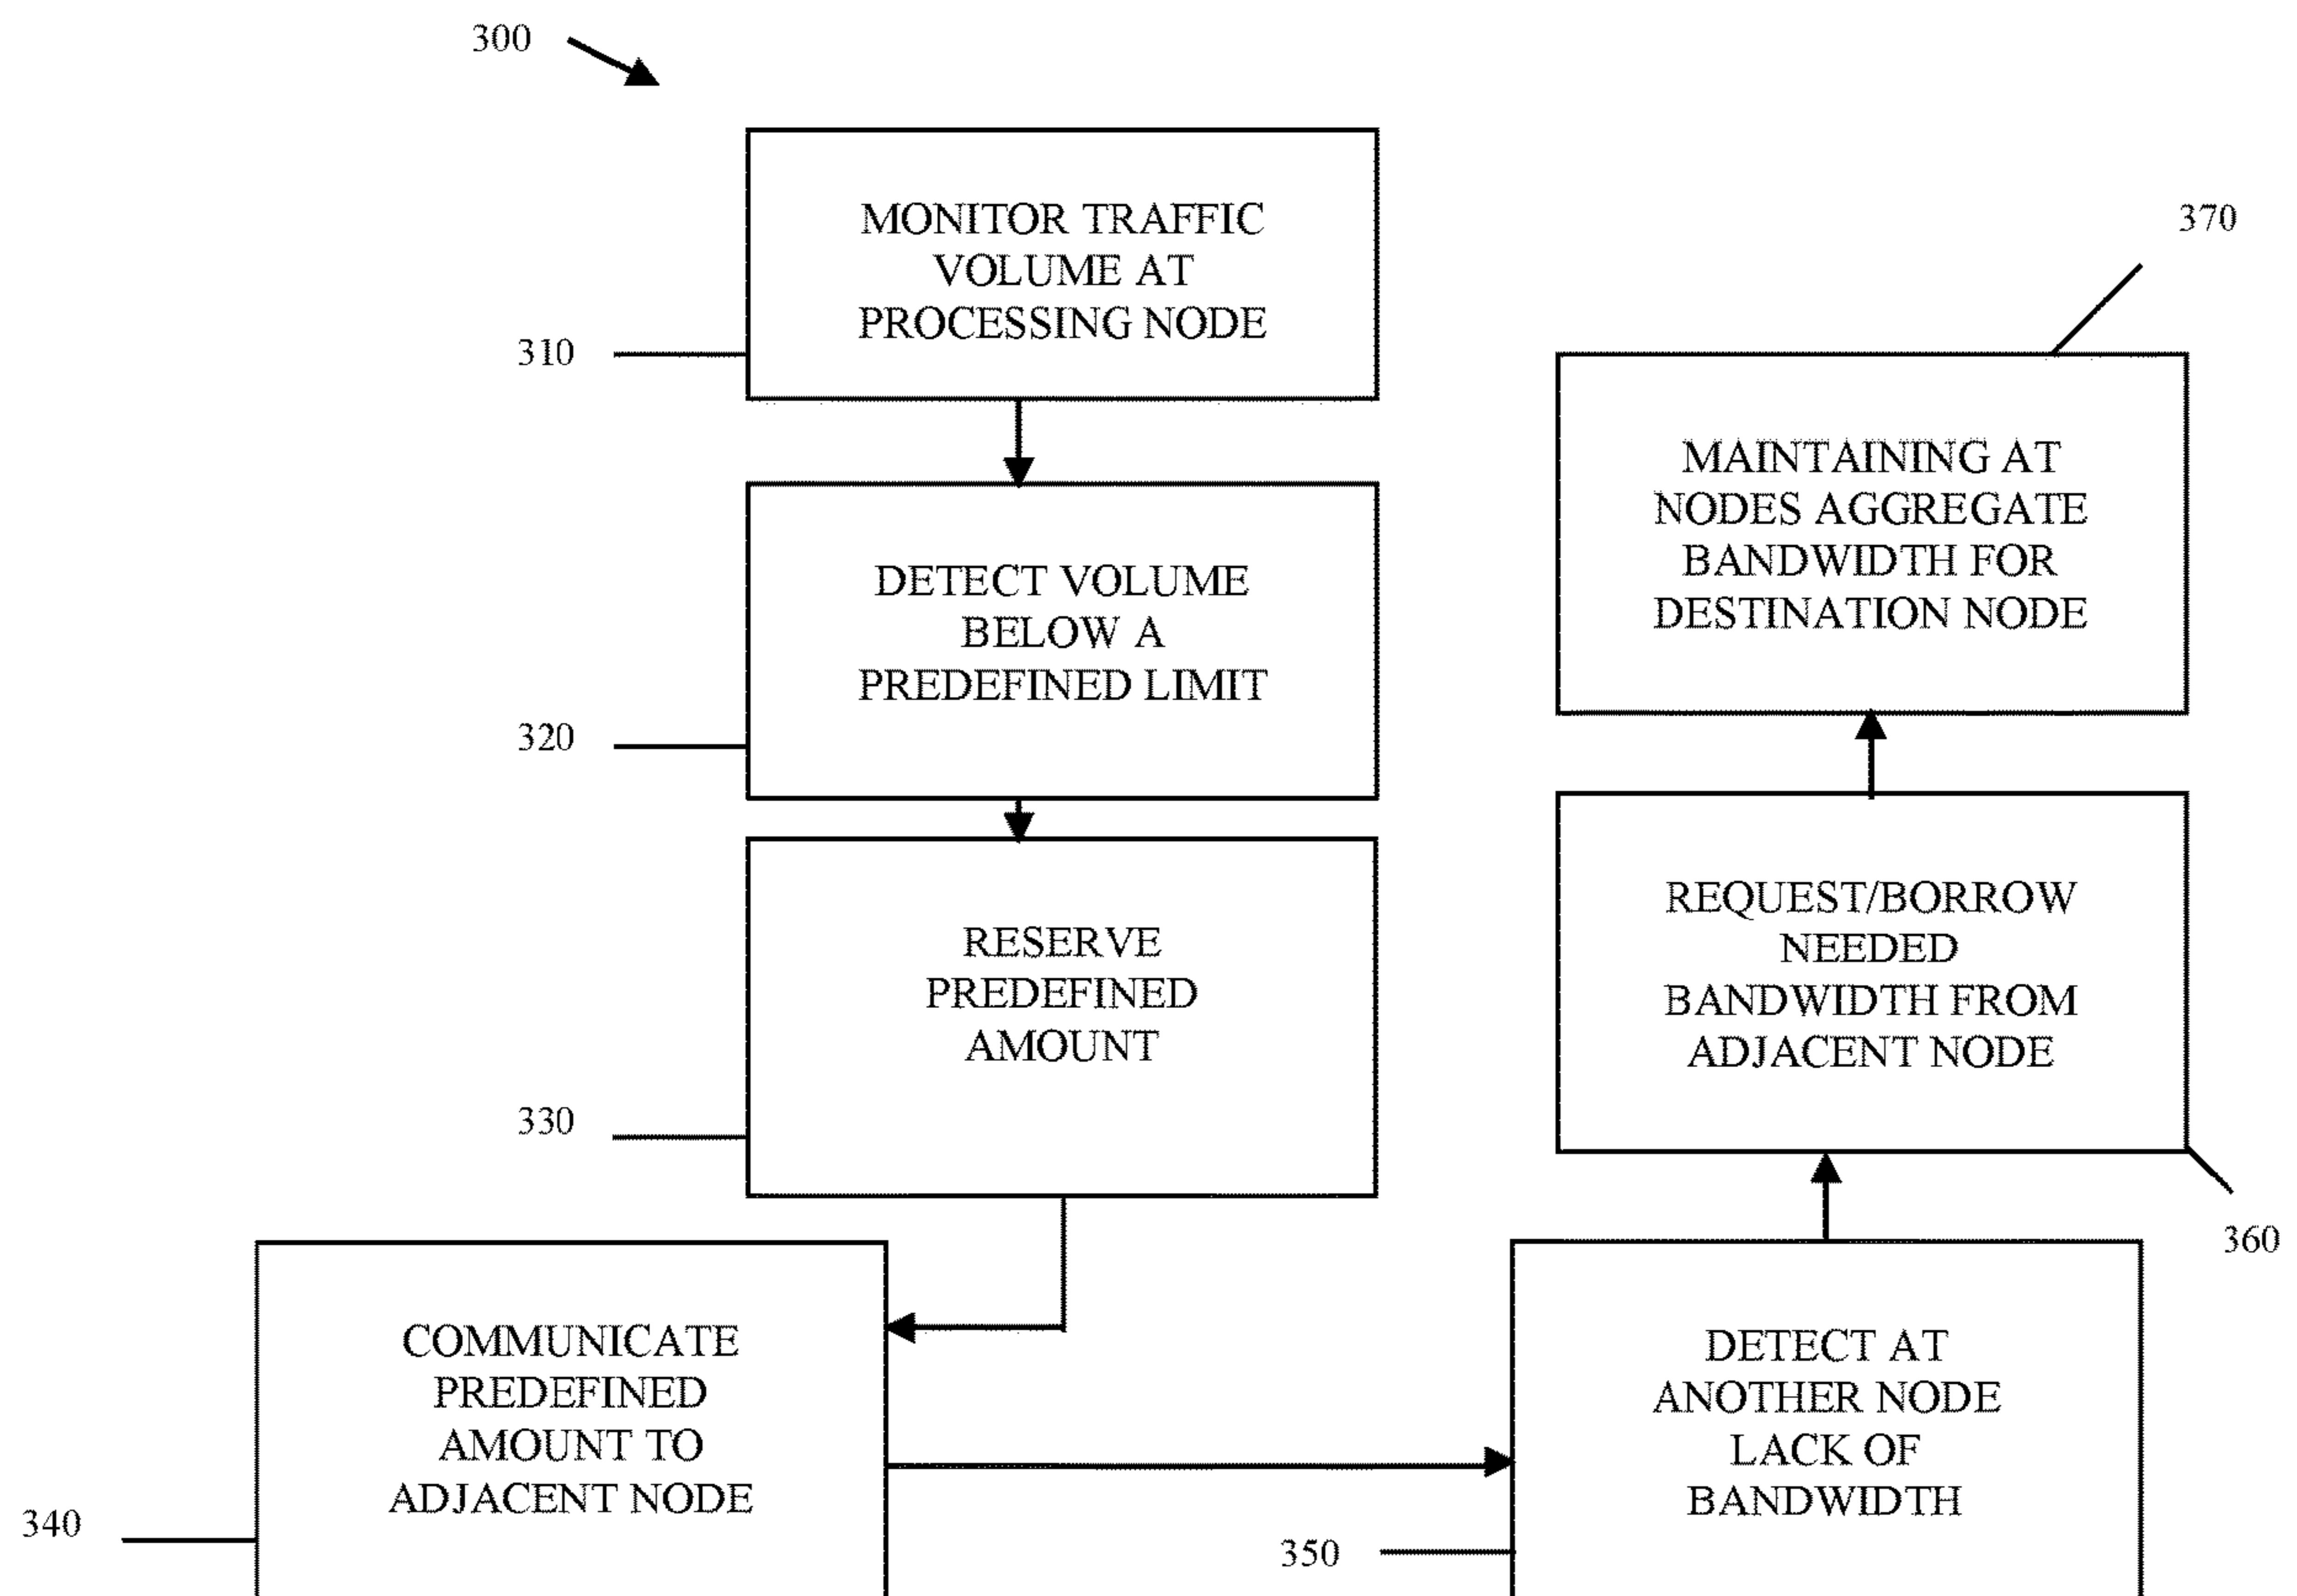 300
MONITOR TRAFFIC
VOLUME AT
PROCESSING NODE
310
DETECT VOLUME
BELOW A
PREDEFINED LIMIT
320
RESERVE
PREDEFINED
AMOUNT
330
COMMUNICATE
PREDEFINED
AMOUNT TO
ADJACENT NODE
340
DETECT AT
ANOTHER NODE
LACK OF
BANDWIDTH
350
REQUEST/BORROW
NEEDED
BANDWIDTH FROM
ADJACENT NODE
360
MAINTAINING AT
NODES AGGREGATE
BANDWIDTH FOR
DESTINATION NODE
370